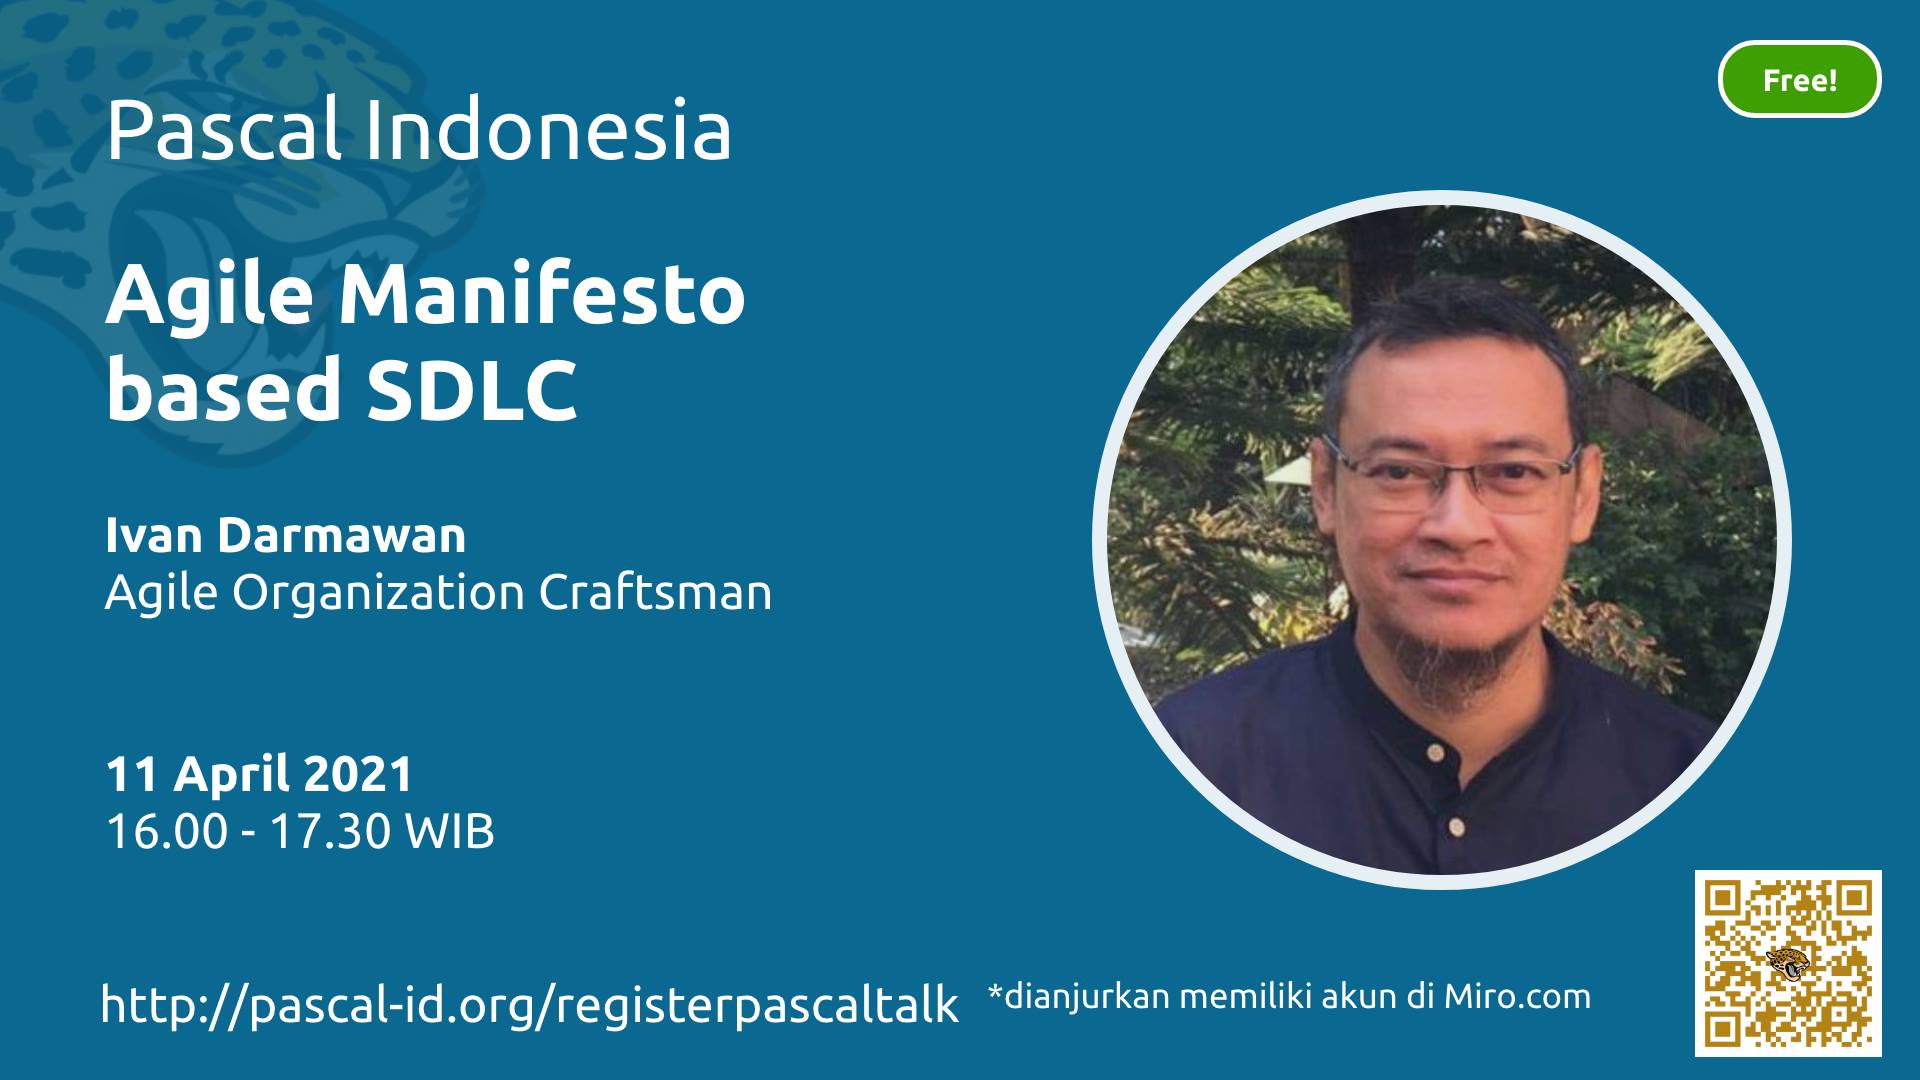 Free!
Pascal Indonesia
Agile Manifesto
based SDLC
Ivan Darmawan
Agile Organization Craftsman
11 April 2021
16.00 - 17.30 WIB
http://pascal-id.org/registerpascaltalk
*dianjurkan memiliki akun di Miro.com